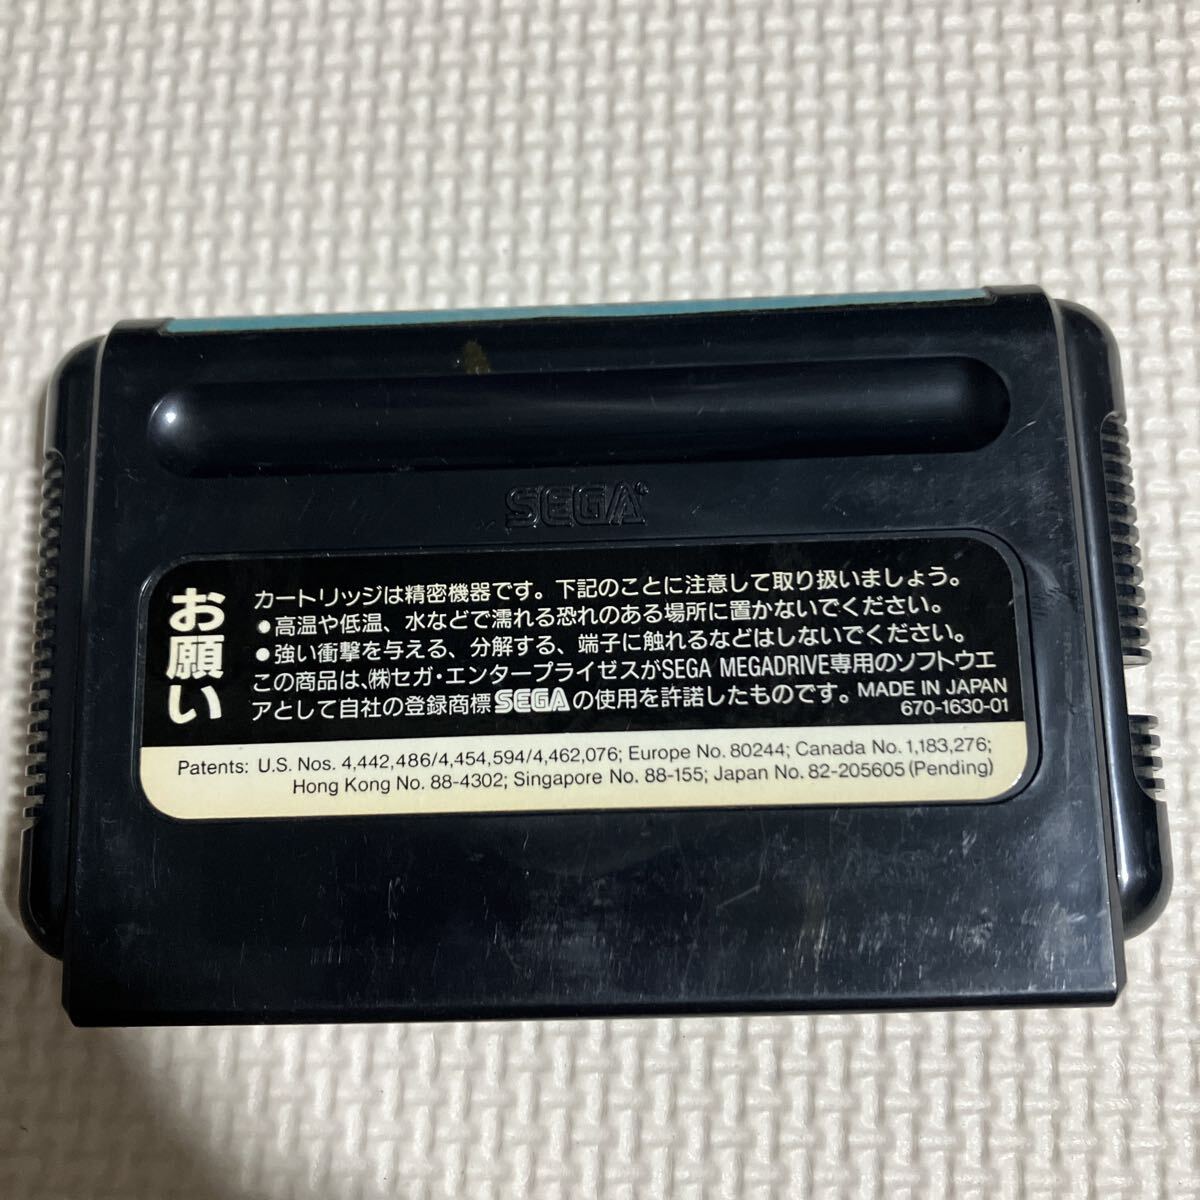 SEGA
お願い
カートリッジは精密機器です。下記のことに注意して取り扱いましょう。
●高温や低温、水などで濡れる恐れのある場所に置かないでください。
●強い衝撃を与える、分解する、端子に触れるなどはしないでください。
この商品は、㈱セガ・エンタープライゼスがSEGA MEGADRIVE専用のソフトウエ
アとして自社の登録商標SEGAの使用を許諾したものです。MADE IN JAPAN
670-1630-01
Patents: U.S. Nos. 4,442,486/4,454,594/4,462,076; Europe No. 80244; Canada No. 1,183,276;
Hong Kong No. 88-4302; Singapore No. 88-155; Japan No. 82-205605 (Pending)